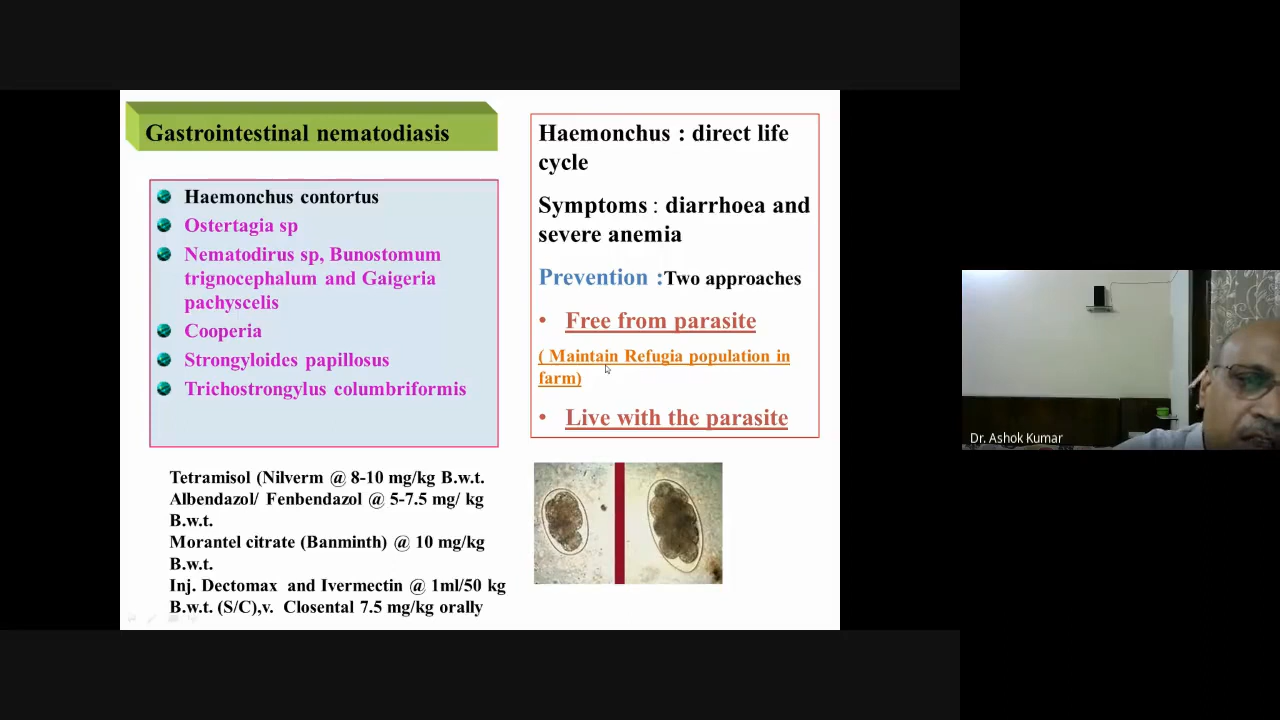 Gastrointestinal nematodiasis
Haemonchus contortus
Ostertagia sp
Nematodirus sp, Bunostomum
trignocephalum and Gaigeria
pachyscelis
Cooperia
Strongyloides papillosus
Trichostrongylus columbriformis
Tetramisol (Nilverm @ 8-10 mg/kg B.w.t.
Albendazol/ Fenbendazol @ 5-7.5 mg/ kg
B.w.t.
Morantel citrate (Banminth) @ 10 mg/kg
B.w.t.
Inj. Dectomax and Ivermectin @ 1ml/50 kg
B.w.t. (S/C),v. Closental 7.5 mg/kg orally
Haemonchus : direct life
cycle
Symptoms : diarrhoea and
severe anemia
Prevention :Two approaches
• Free from parasite
( Maintain Refugia population in
farm)
• Live with the parasite
Dr. Ashok Kumar